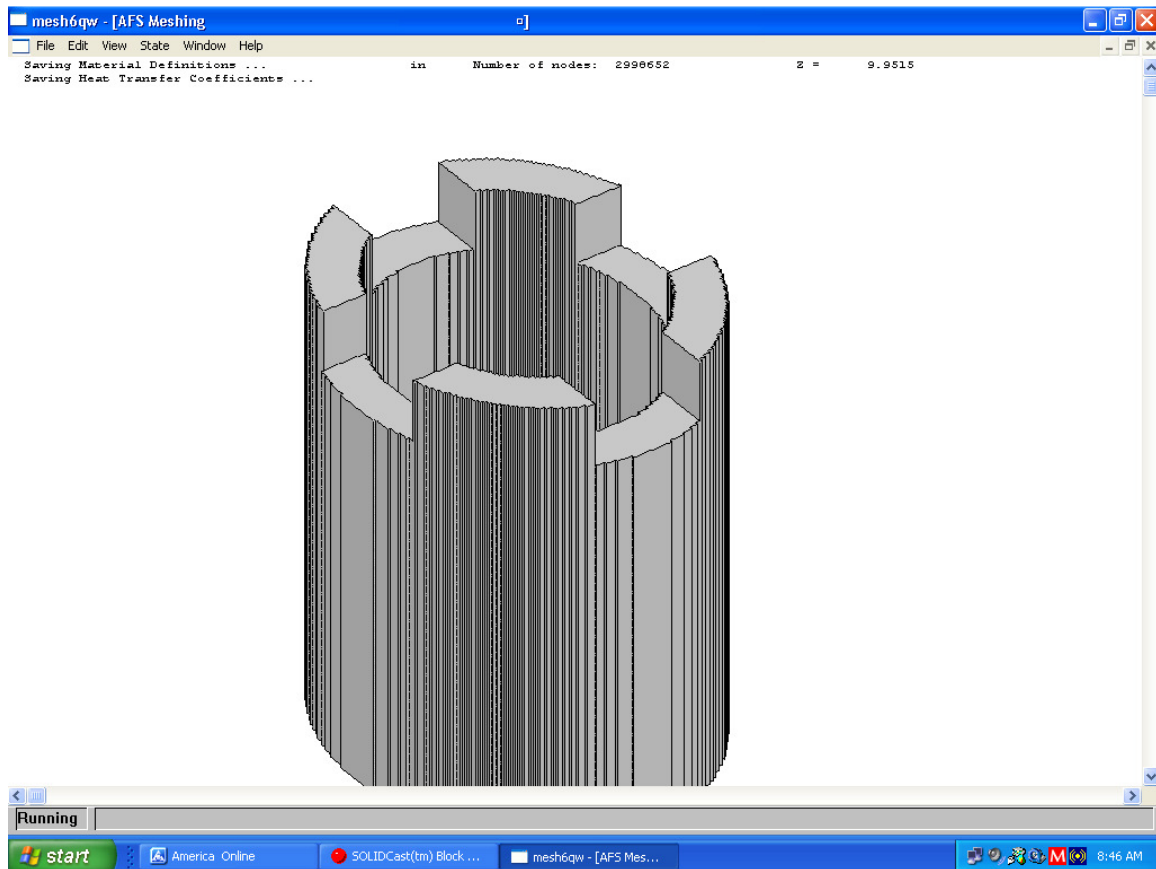 mesh6qw - [AFS Meshing ¤]
File Edit View State Window Help
Saving Material Definitions ... in Number of nodes: 2998652 Z = 9.9515
Saving Heat Transfer Coefficients ...
Running
start America Online SOLIDCast(tm) Block ... mesh6qw - [AFS Mes... M 8:46 AM